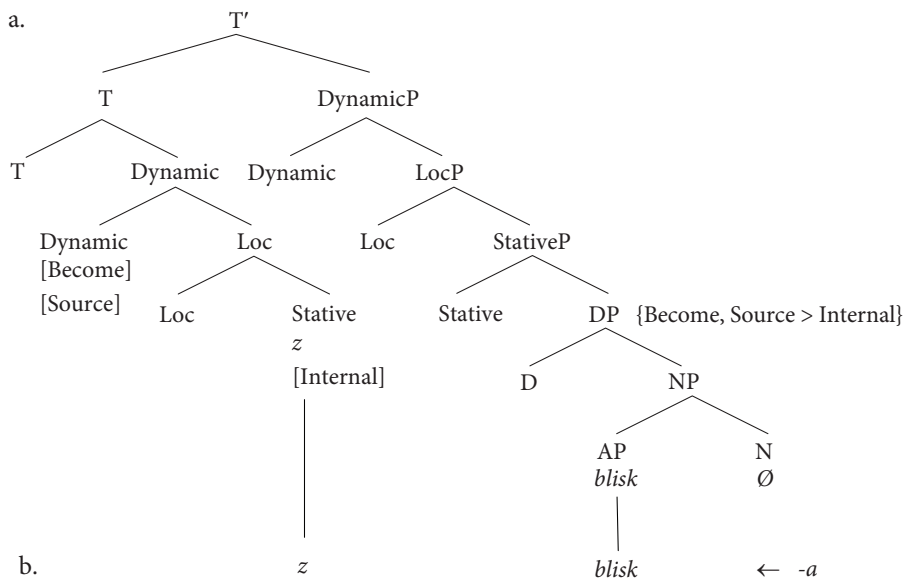 a. T′
T DynamicP
T Dynamic Dynamic LocP
Dynamic Loc Loc StativeP
[Become]
[Source] Loc Stative Stative DP {Become, Source > Internal}
z
[Internal] D NP
AP N
blisk Ø
b. z blisk ← -a